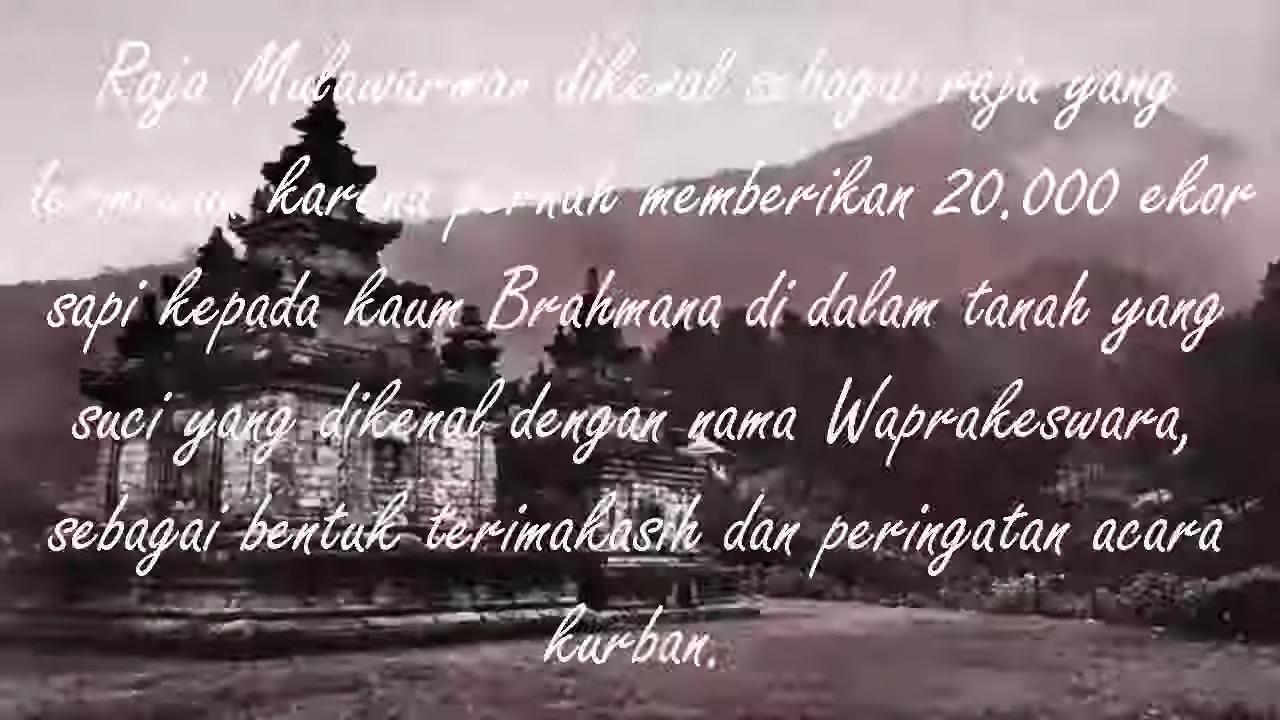 Raja Mulawarman dikenal sebagai raja yang
karena pernah memberikan 20.000 ekor
sapi kepada kaum Brahmana di dalam tanah yang
suci yang dikenal dengan nama Waprakeswara,
sebagai bentuk terimakasih dan peringatan acara
kurban.